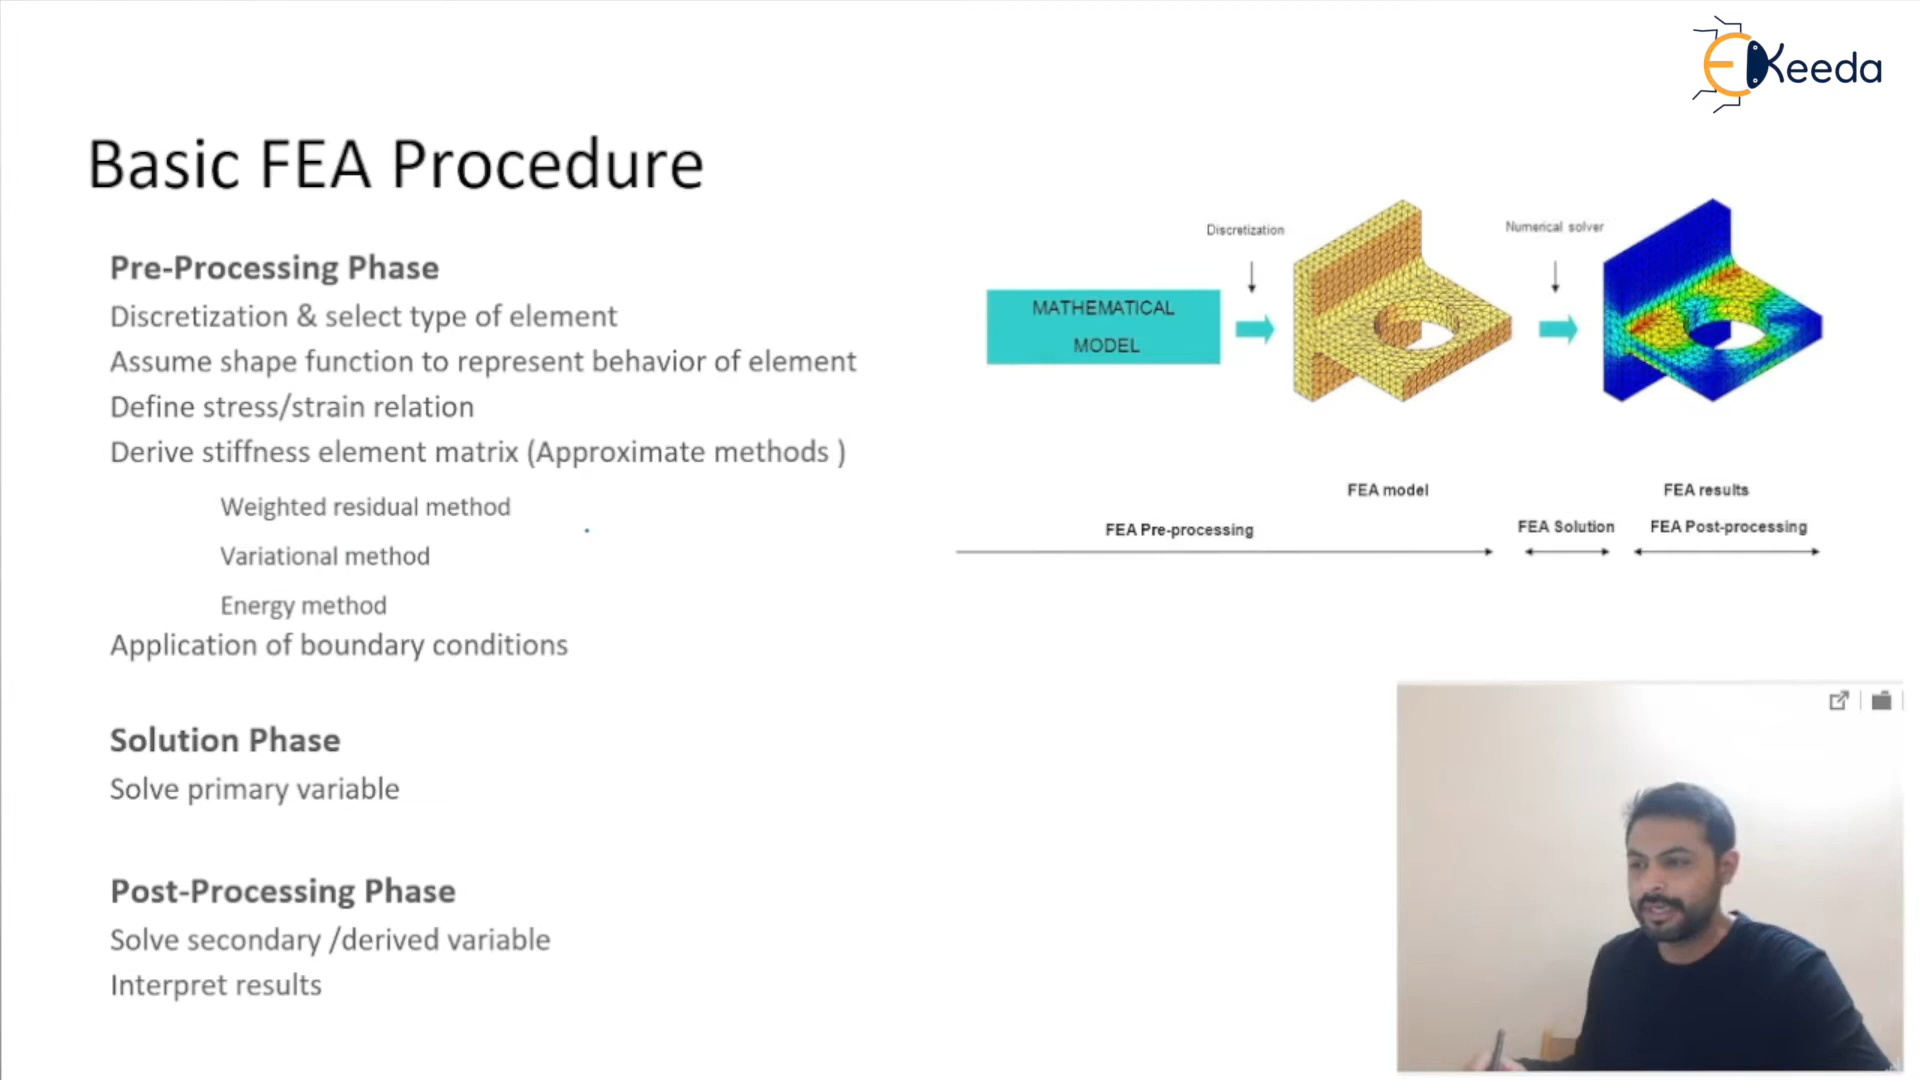 EKeeda
Basic FEA Procedure
Pre-Processing Phase
Discretization & select type of element
Assume shape function to represent behavior of element
Define stress/strain relation
Derive stiffness element matrix (Approximate methods )
Weighted residual method
Variational method
Energy method
Application of boundary conditions
Solution Phase
Solve primary variable
Post-Processing Phase
Solve secondary /derived variable
Interpret results
Discretization
Numerical solver
MATHEMATICAL
MODEL
FEA model
FEA results
FEA Pre-processing
FEA Solution
FEA Post-processing